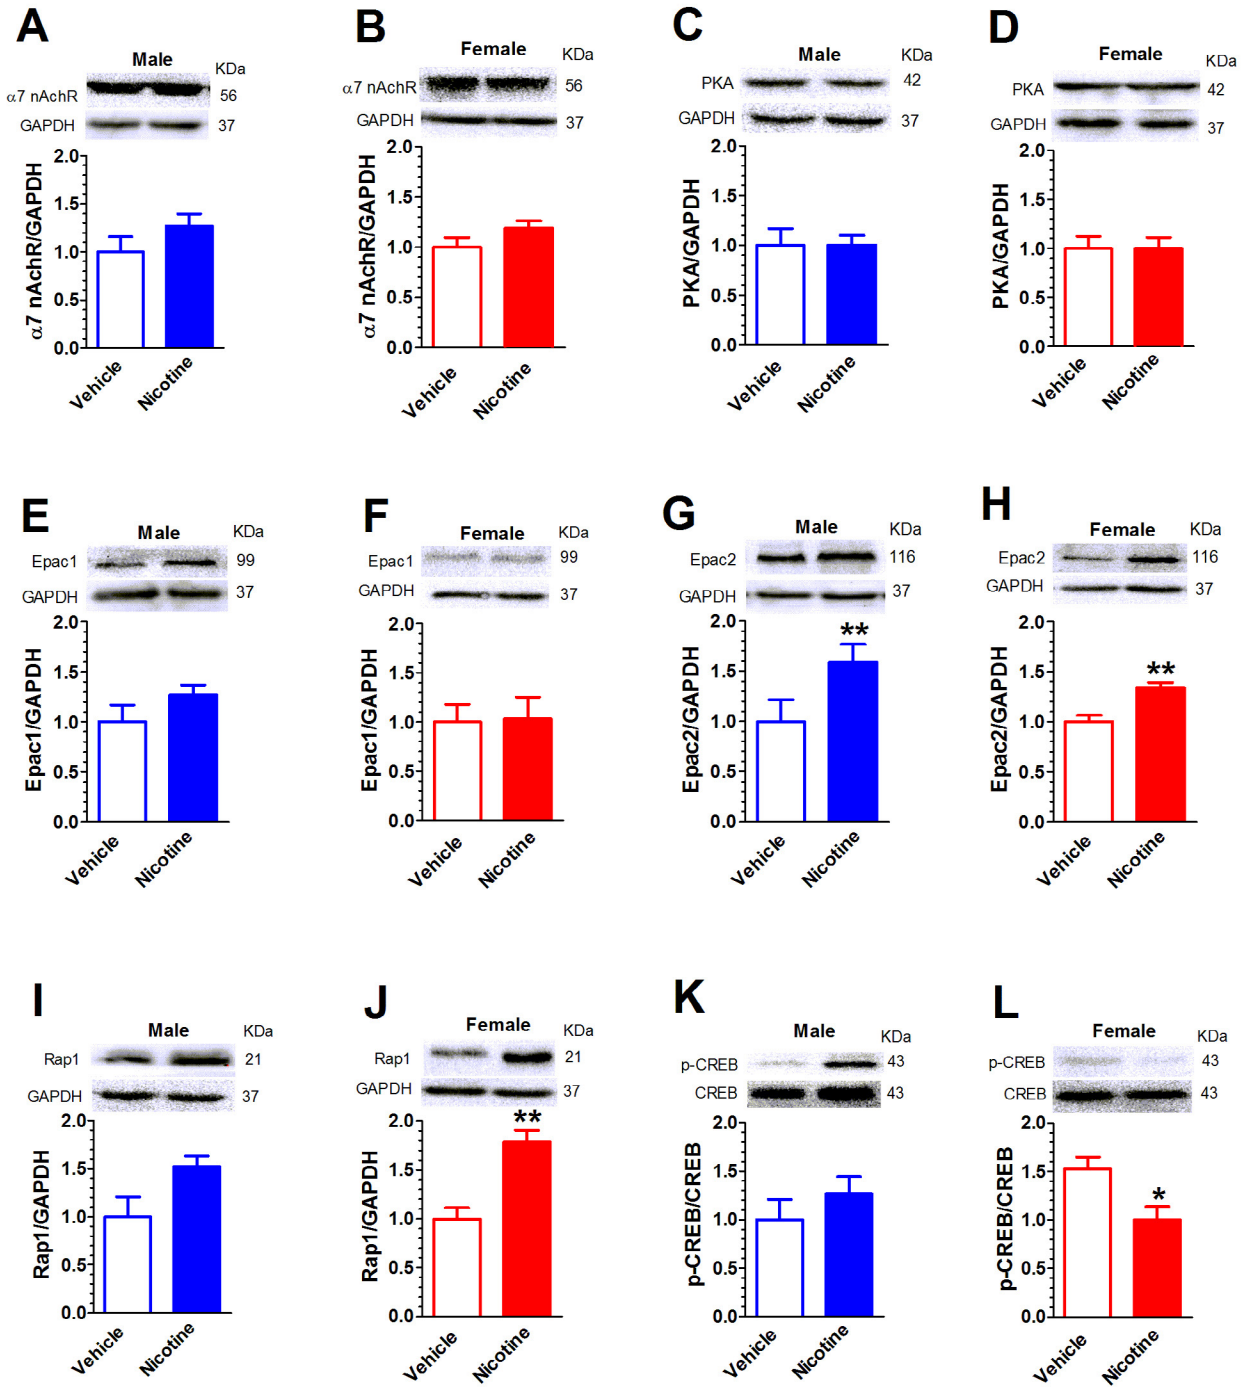 A
Male
KDa
α7 nAchR
56
GAPDH
37
α7 nAchR/GAPDH
2.0
1.5
1.0
0.5
0.0
Vehicle
Nicotine
B
Female
KDa
α7 nAchR
56
GAPDH
37
α7 nAchR/GAPDH
2.0
1.5
1.0
0.5
0.0
Vehicle
Nicotine
C
Male
KDa
PKA
42
GAPDH
37
PKA/GAPDH
2.0
1.5
1.0
0.5
0.0
Vehicle
Nicotine
D
Female
KDa
PKA
42
GAPDH
37
PKA/GAPDH
2.0
1.5
1.0
0.5
0.0
Vehicle
Nicotine
E
Male
KDa
Epac1
99
GAPDH
37
Epac1/GAPDH
2.0
1.5
1.0
0.5
0.0
Vehicle
Nicotine
F
Female
KDa
Epac1
99
GAPDH
37
Epac1/GAPDH
2.0
1.5
1.0
0.5
0.0
Vehicle
Nicotine
G
Male
KDa
Epac2
116
GAPDH
37
Epac2/GAPDH
2.0
1.5
1.0
0.5
0.0
**
Vehicle
Nicotine
H
Female
KDa
Epac2
116
GAPDH
37
Epac2/GAPDH
2.0
1.5
1.0
0.5
0.0
**
Vehicle
Nicotine
I
Male
KDa
Rap1
21
GAPDH
37
Rap1/GAPDH
2.0
1.5
1.0
0.5
0.0
Vehicle
Nicotine
J
Female
KDa
Rap1
21
GAPDH
37
Rap1/GAPDH
2.0
1.5
1.0
0.5
0.0
**
Vehicle
Nicotine
K
Male
KDa
p-CREB
43
CREB
43
p-CREB/CREB
2.0
1.5
1.0
0.5
0.0
Vehicle
Nicotine
L
Female
KDa
p-CREB
43
CREB
43
p-CREB/CREB
2.0
1.5
1.0
0.5
0.0
*
Vehicle
Nicotine